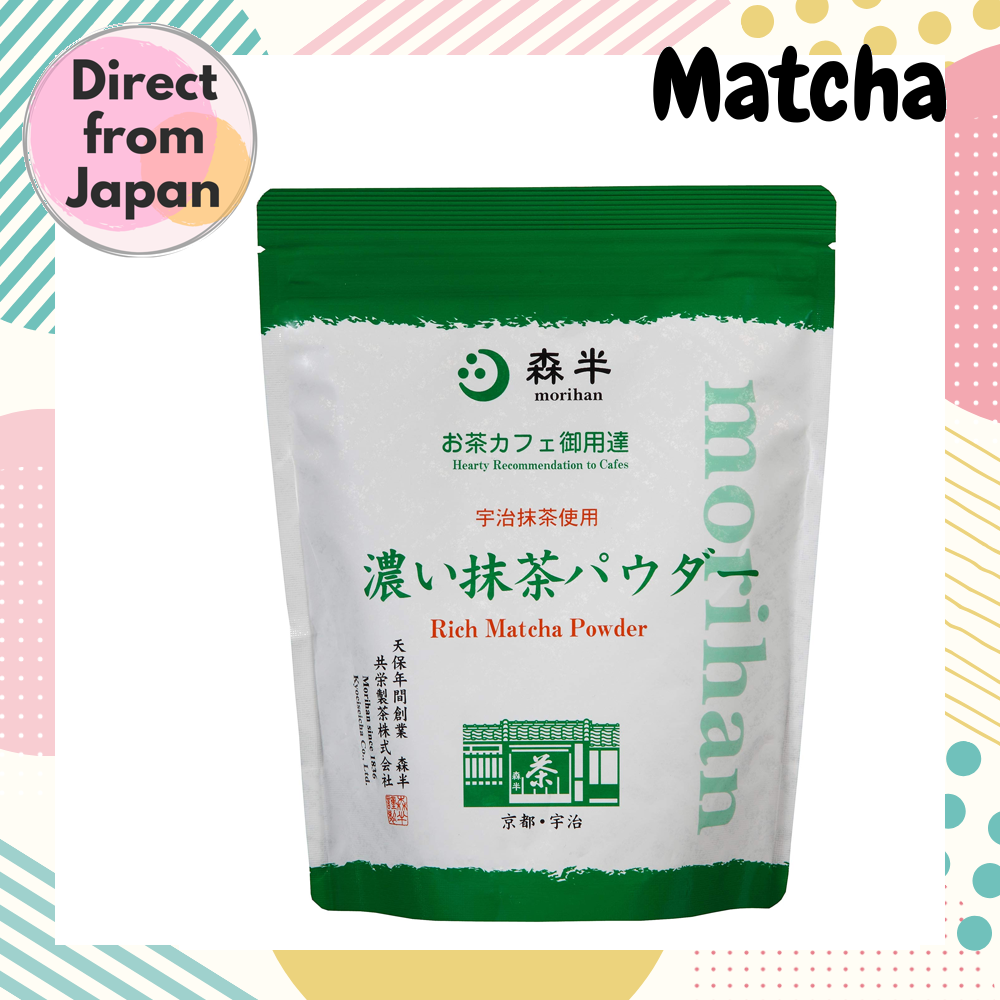 Direct
from
Japan
Matcha
森半
morihan
お茶カフェ御用達
Hearty Recommendation to Cafes
宇治抹茶使用
濃い抹茶パウダー
Rich Matcha Powder
morihan
天保年間創業 森半
共栄製茶株式会社
Morihan since 1836
Kyoeiseicha Co., Ltd.
茶
森半
京都・宇治